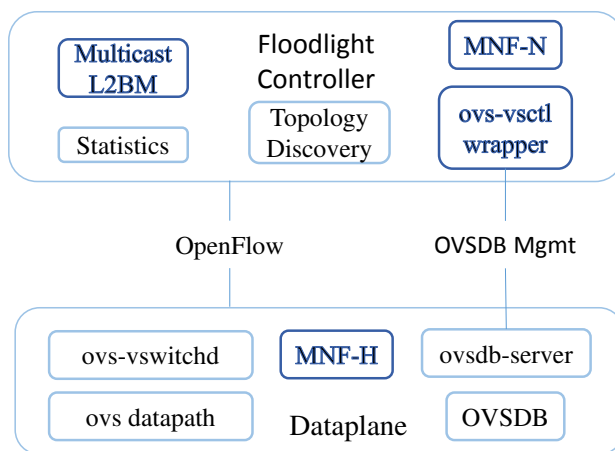 Multicast
L2BM
Floodlight
Controller
MNF-N
Statistics
Topology
Discovery
ovs-vsctl
wrapper
OpenFlow
OVSDB Mgmt
ovs-vswitchd
MNF-H
ovsdb-server
ovs datapath
Dataplane
OVSDB